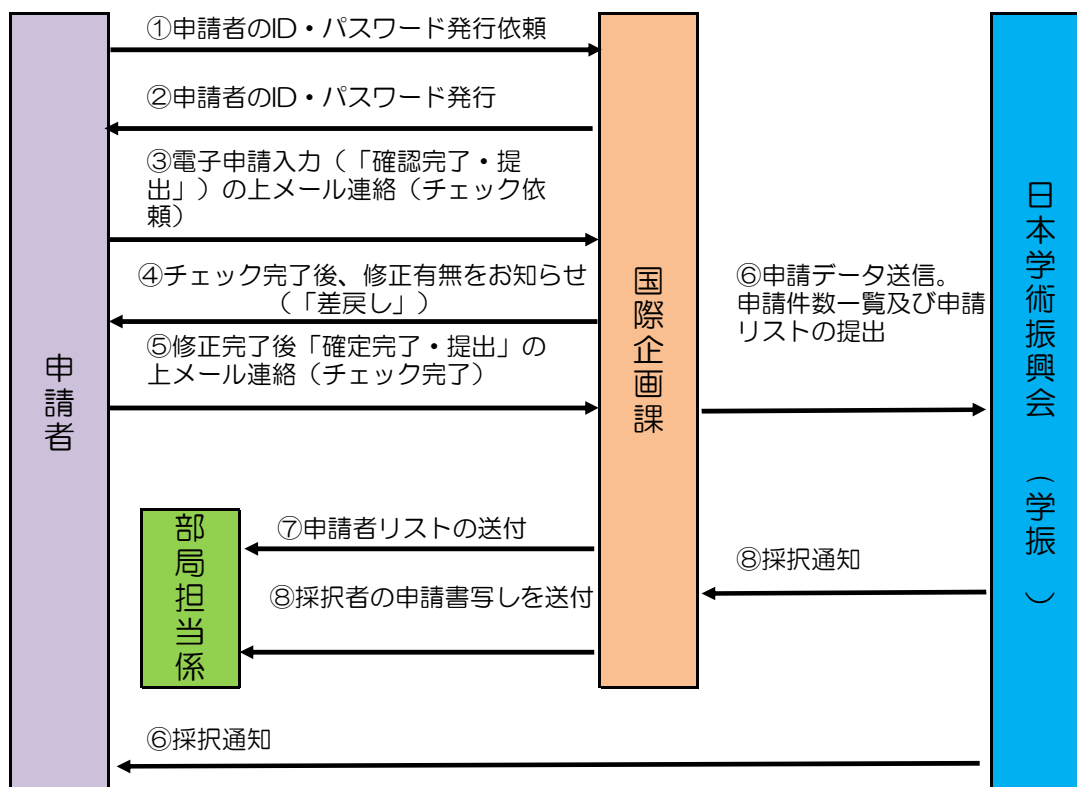 ①申請者のID・パスワード発行依頼
②申請者のID・パスワード発行
③電子申請入力（「確認完了・提
出」）の上メール連絡（チェック依
頼）
④チェック完了後、修正有無をお知らせ
（「差戻し」）
⑤修正完了後「確定完了・提出」の
上メール連絡（チェック完了）
申請者
国際企画課
⑥申請データ送信。
申請件数一覧及び申請
リストの提出
日本学術振興会（学振）
部局担当係
⑦申請者リストの送付
⑧採択者の申請書写しを送付
⑧採択通知
⑥採択通知